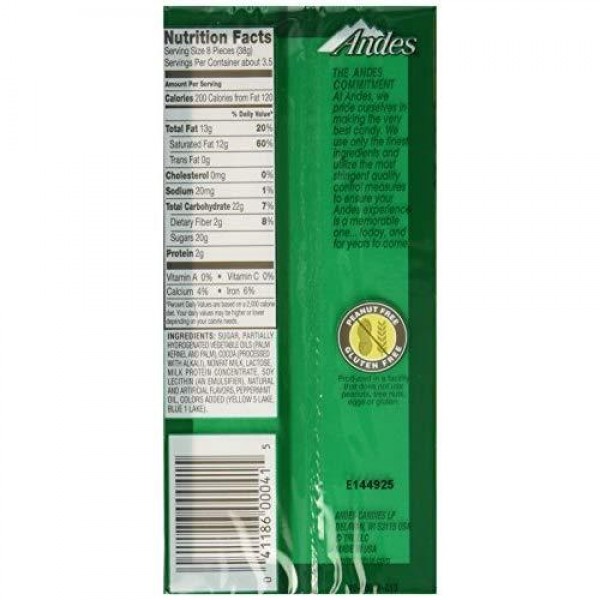 Nutrition Facts
Serving Size 8 Pieces (38g)
Servings Per Container about 3.5
Amount Per Serving
Calories 200 Calories from Fat 120
% Daily Value*
Total Fat 13g 20%
Saturated Fat 12g 60%
Trans Fat 0g
Cholesterol 0mg 0%
Sodium 20mg 1%
Total Carbohydrate 22g 7%
Dietary Fiber 2g 8%
Sugars 20g
Protein 2g
Vitamin A 0% • Vitamin C 0%
Calcium 4% • Iron 6%
*Percent Daily Values are based on a 2,000 calorie
diet. Your daily values may be higher or lower
depending on your calorie needs.
INGREDIENTS: SUGAR, PARTIALLY
HYDROGENATED VEGETABLE OILS (PALM
KERNEL AND PALM), COCOA (PROCESSED
WITH ALKALI), NONFAT MILK, LACTOSE,
MILK PROTEIN CONCENTRATE, SOY
LECITHIN (AN EMULSIFIER), NATURAL
AND ARTIFICIAL FLAVORS, PEPPERMINT
OIL, COLORS ADDED (YELLOW 5 LAKE,
BLUE 1 LAKE).
0 41186 00041 5
Andes
THE ANDES
COMMITMENT
At Andes, we
pride ourselves in
making the very
best candy. We
use only the finest
ingredients and
utilize the most
stringent quality
control measures
to ensure your
Andes experience
is a memorable
one... today, and
for years to come.
PEANUT FREE
GLUTEN FREE
Produced in a facility
that does not use
peanuts, tree nuts,
eggs or gluten.
E144925
ANDES CANDIES LP
DELAVAN, WI 53115 USA
MADE IN USA